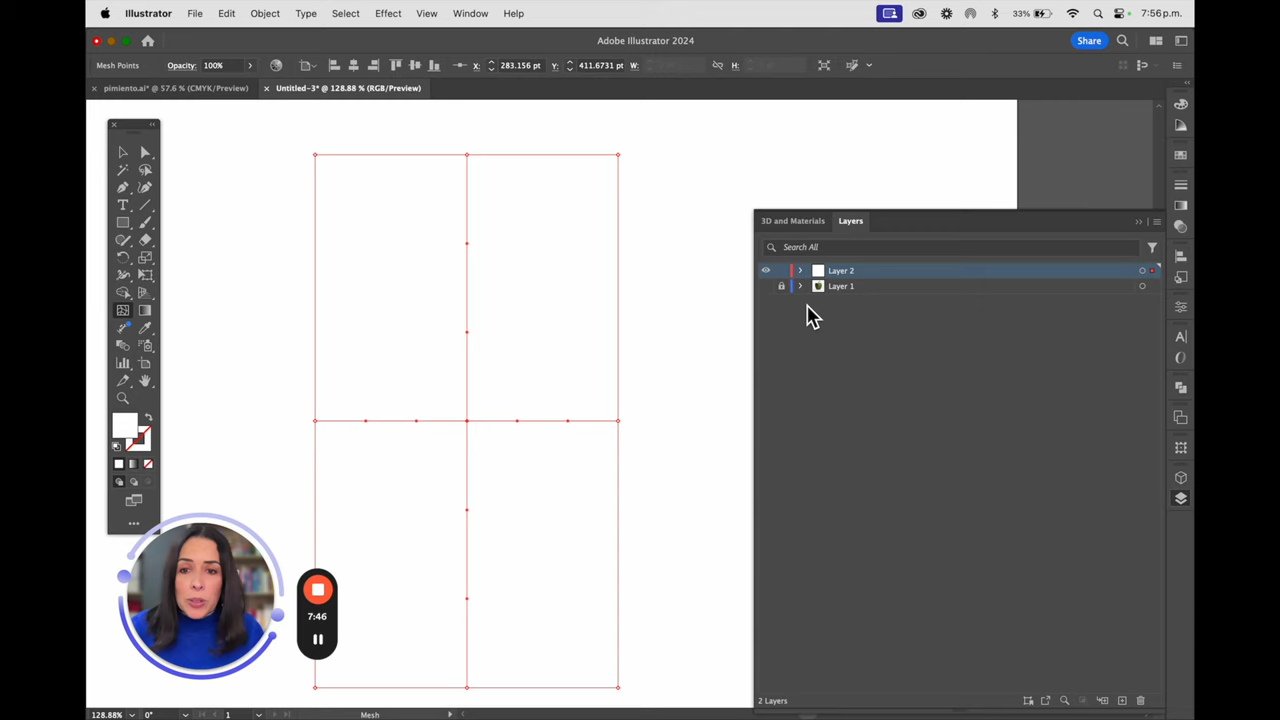 Illustrator File Edit Object Type Select Effect View Window Help 33% 7:56 p.m.
Adobe Illustrator 2024 Share
Mesh Points Opacity: 100% X: 283.156 pt Y: 411.6731 pt W: H:
× pimiento.ai* @ 57.6 % (CMYK/Preview) × Untitled-3* @ 128.88 % (RGB/Preview)
3D and Materials Layers
Search All
Layer 2
Layer 1
7:46
2 Layers
128.88% 0° 1 Mesh